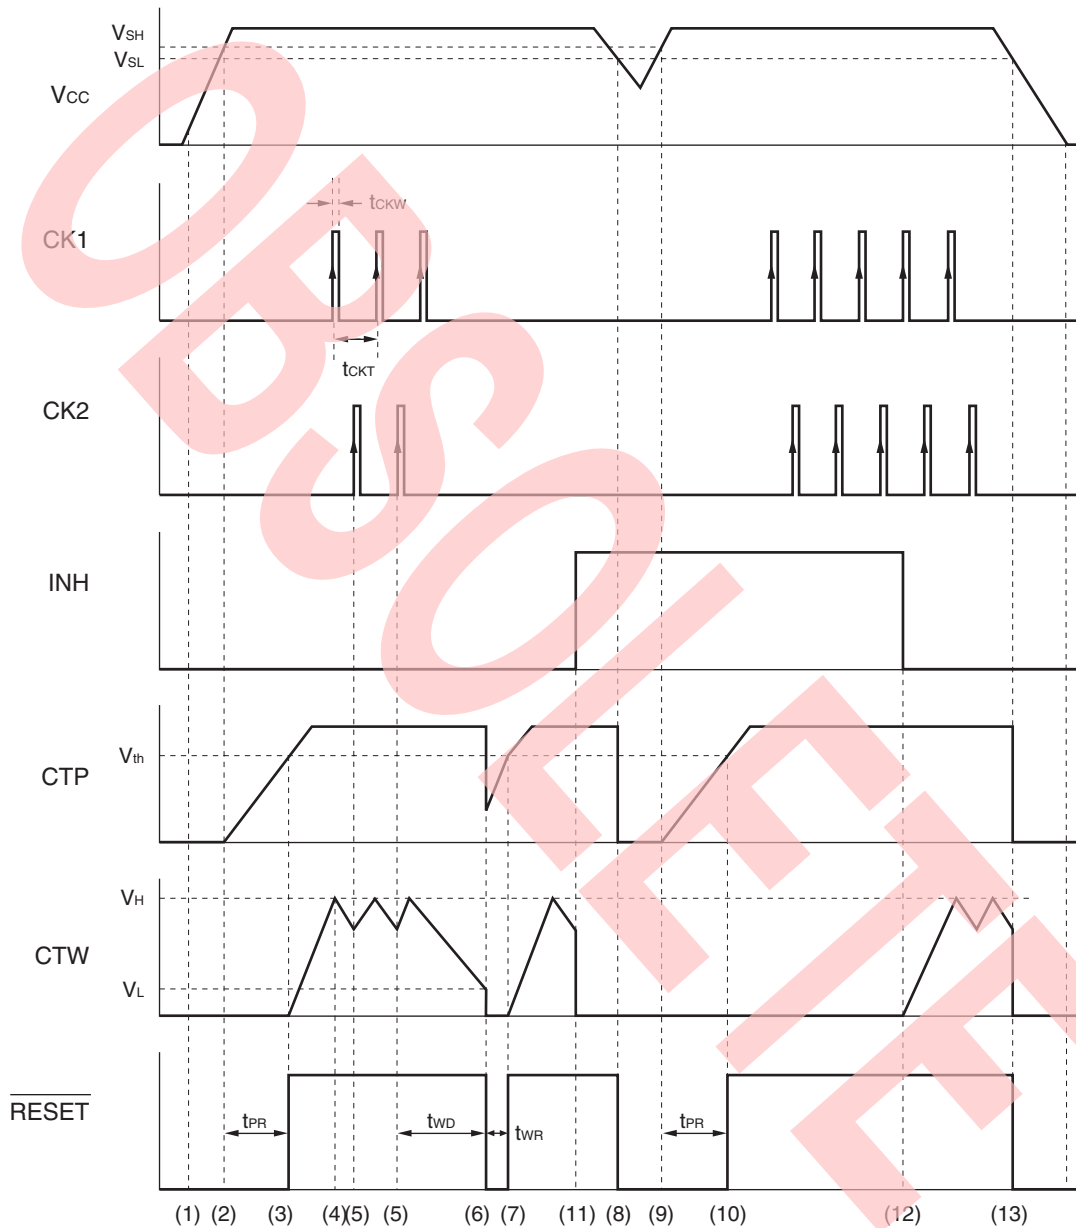 VSH
VSL
VCC
tCKW
CK1
tCKT
CK2
INH
Vth
CTP
VH
CTW
VL
RESET
tPR
tWD
tWR
tPR
(1) (2) (3) (4)(5) (5) (6) (7) (11) (8) (9) (10) (12) (13)
OBSOLETE